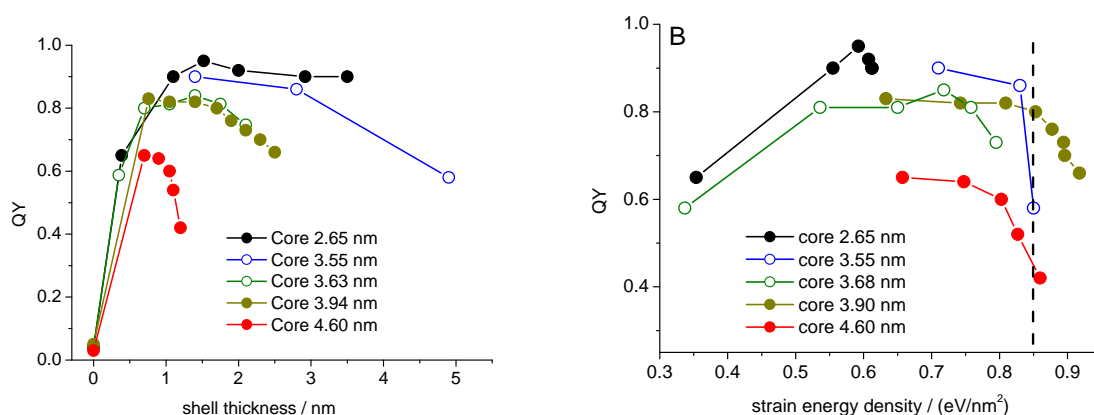 1.0
0.8
0.6
0.4
0.2
0.0
QY
Core 2.65 nm
Core 3.55 nm
Core 3.63 nm
Core 3.94 nm
Core 4.60 nm
0 1 2 3 4 5
shell thickness / nm
B
1.0
0.8
0.6
0.4
QY
core 2.65 nm
core 3.55 nm
core 3.68 nm
core 3.90 nm
core 4.60 nm
0.3 0.4 0.5 0.6 0.7 0.8 0.9
strain energy density / (eV/nm²)